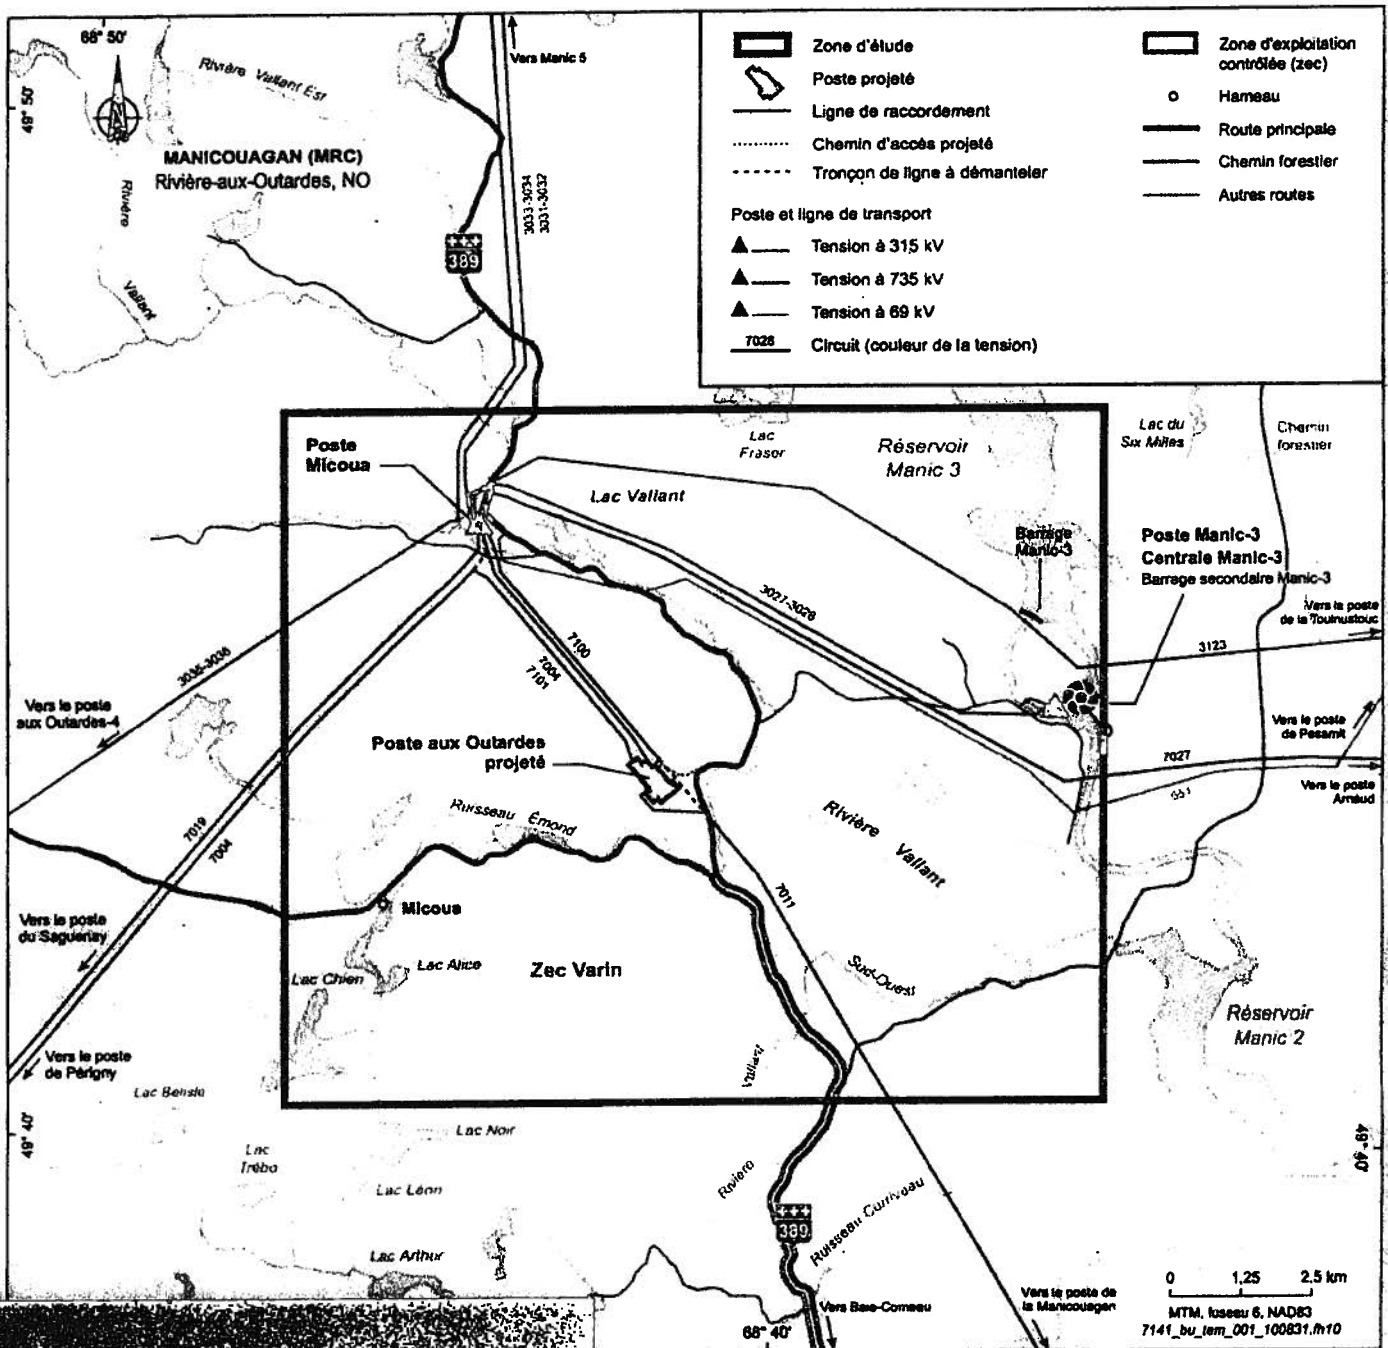 68° 50'
49° 50'
N
Rivière Vallant Est
MANICOUAGAN (MRC)
Rivière-aux-Outardes, NO
Rivière
Vallant
Vers Manic 5
3033-3034
3031-3032
389
Zone d'étude
Poste projeté
Ligne de raccordement
Chemin d'accès projeté
Tronçon de ligne à démanteler
Poste et ligne de transport
Tension à 315 kV
Tension à 735 kV
Tension à 69 kV
7028
Circuit (couleur de la tension)
Zone d'exploitation
contrôlée (zec)
Hameau
Route principale
Chemin forestier
Autres routes
Poste
Micoua
Lac
Fraser
Réservoir
Manic 3
Lac du
Six Milles
Chemin
forestier
Lac Vallant
Barrage
Manic-3
Poste Manic-3
Centrale Manic-3
Barrage secondaire Manic-3
Vers le poste
de la Toulnustouc
3027-3028
3123
7100
7004
7101
3035-3036
Vers le poste
aux Outardes-4
Poste aux Outardes
projeté
Vers le poste
de Pesamit
7027
551
Vers le poste
Arnaud
Ruisseau Émond
Rivière
Vallant
7019
7004
7011
Micoua
Vers le poste
du Saguenay
Lac Alice
Lac Chien
Zec Varin
Sud-Ouest
Réservoir
Manic 2
Vers le poste
de Périgny
Lac Belisle
Vallant
Rivière
49° 40'
49° 40'
Lac Noir
Lac
Trébo
Lac Léon
Lac Arthur
389
Ruisseau Curriveau
Vers Baie-Comeau
Vers le poste de
la Manicouagan
68° 40'
0 1,25 2,5 km
MTM, fuseau 6, NAD83
7141_bu_tem_001_100831.fh10